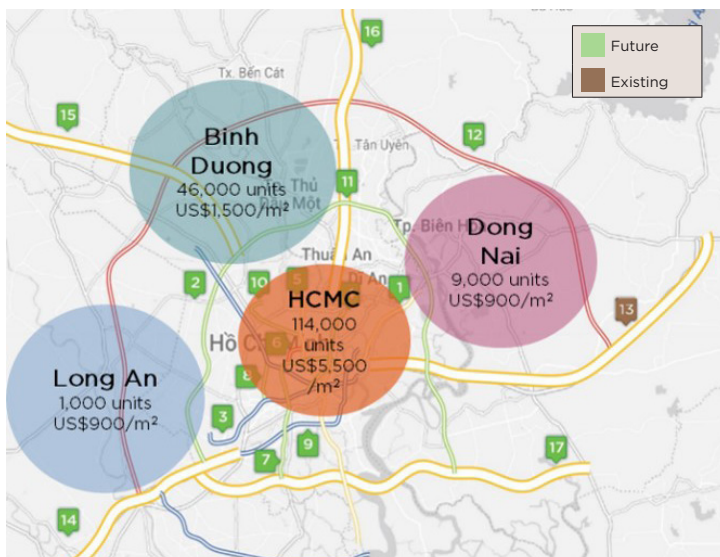 Future
Existing
16
Tx. Bến Cát
15
Binh
Duong
46,000 units
US$1,500/m²
12
Tân Uyên
11
Thủ
Một
Dong
Nai
9,000 units
US$900/m²
Tp. Biên H
Thuận An
Dĩ An
2
10
5
1
HCMC
114,000
units
US$5,500
/m²
13
Hồ Ch
6
Long An
1,000 units
US$900/m²
8
3
9
7
17
14